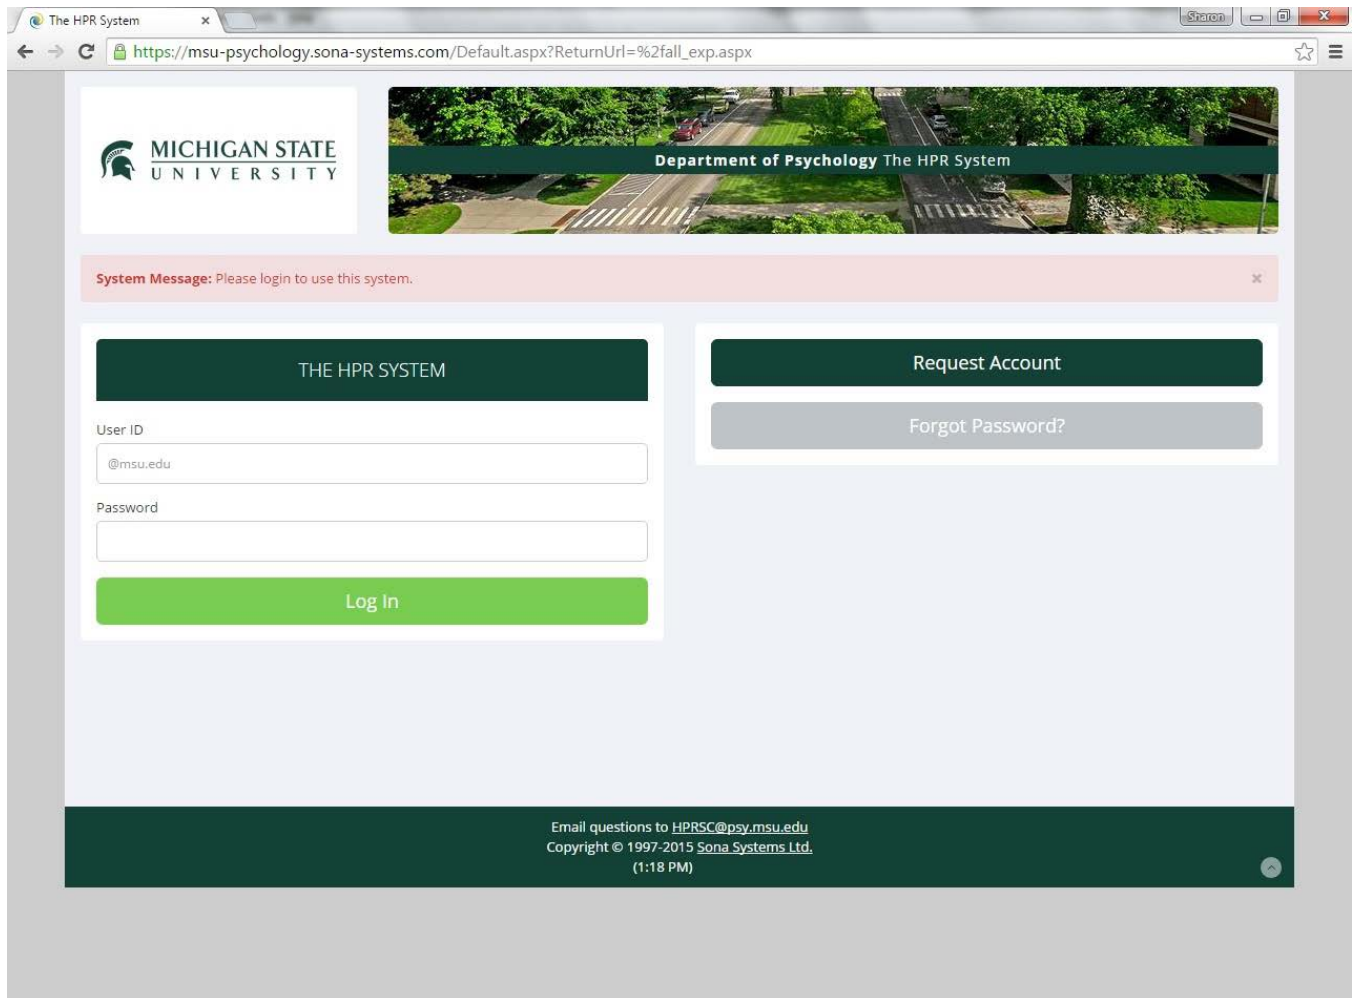 The HPR System
Sharon
https://msu-psychology.sona-systems.com/Default.aspx?ReturnUrl=%2fall_exp.aspx
MICHIGAN STATE
UNIVERSITY
Department of Psychology The HPR System
System Message: Please login to use this system.
THE HPR SYSTEM
User ID
@msu.edu
Password
Log In
Request Account
Forgot Password?
Email questions to HPRSC@psy.msu.edu
Copyright © 1997-2015 Sona Systems Ltd.
(1:18 PM)